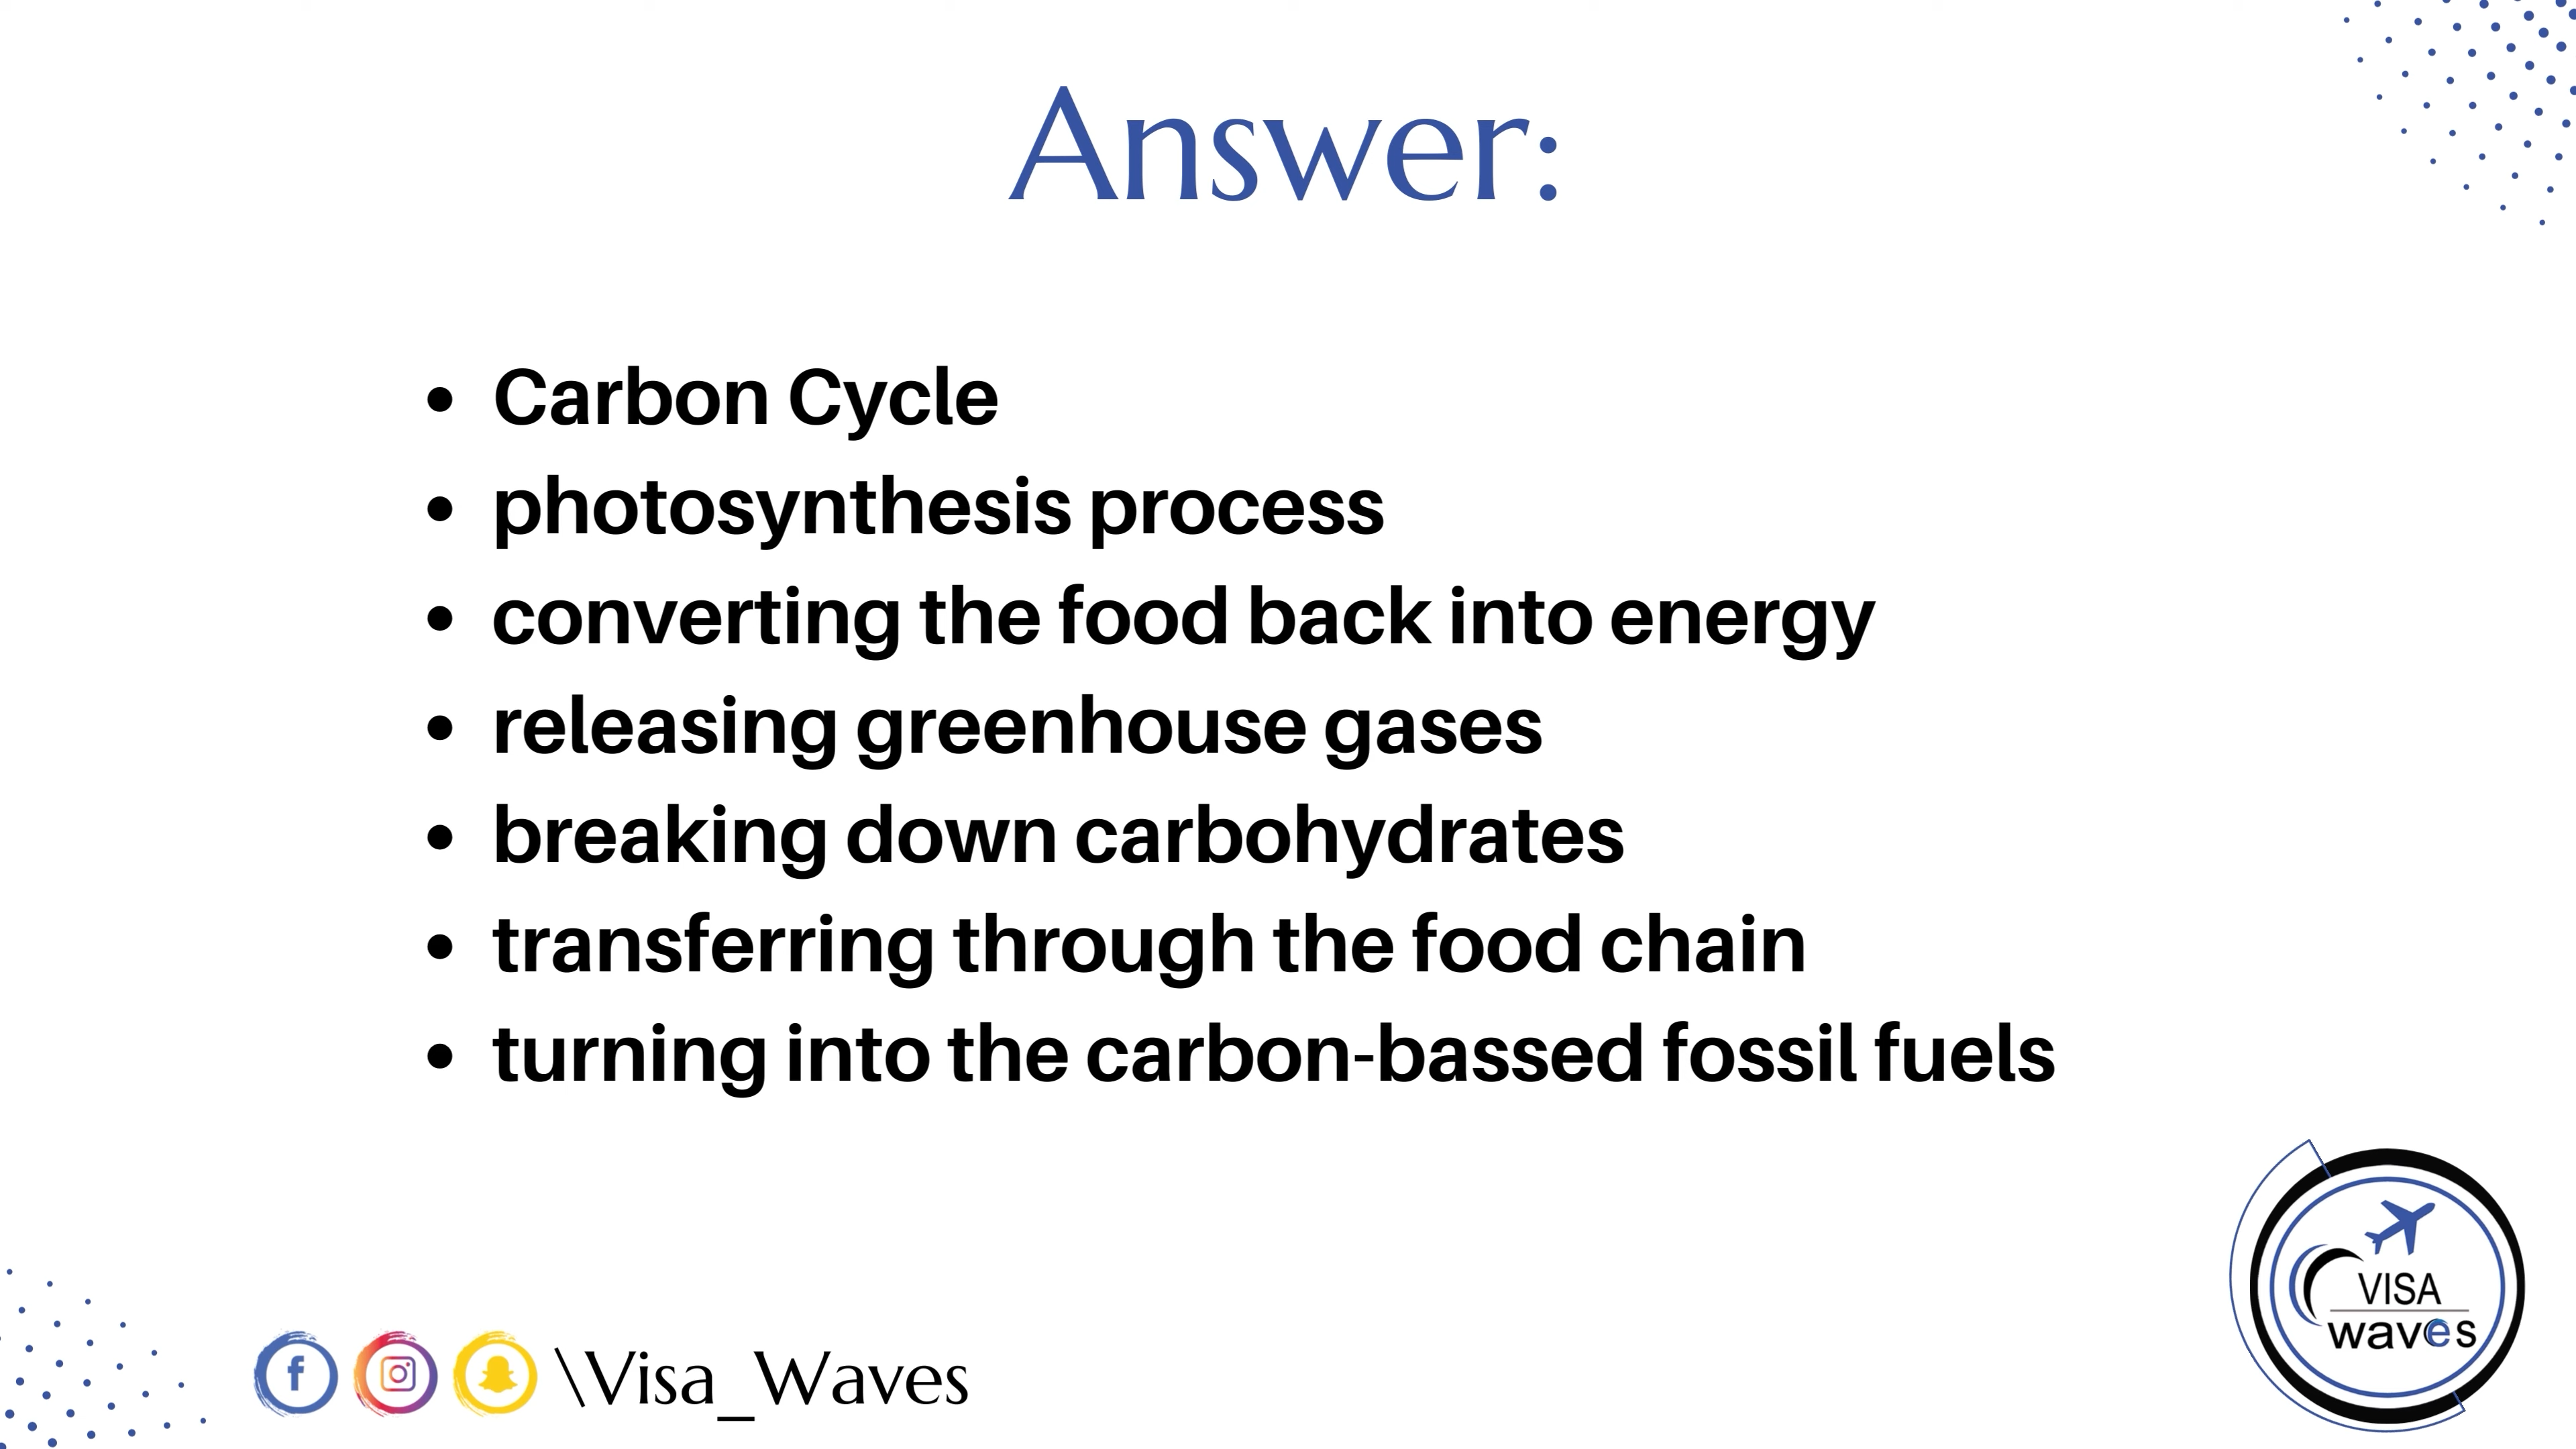 Answer:
• Carbon Cycle
• photosynthesis process
• converting the food back into energy
• releasing greenhouse gases
• breaking down carbohydrates
• transferring through the food chain
• turning into the carbon-bassed fossil fuels
\Visa_Waves
VISA
waves